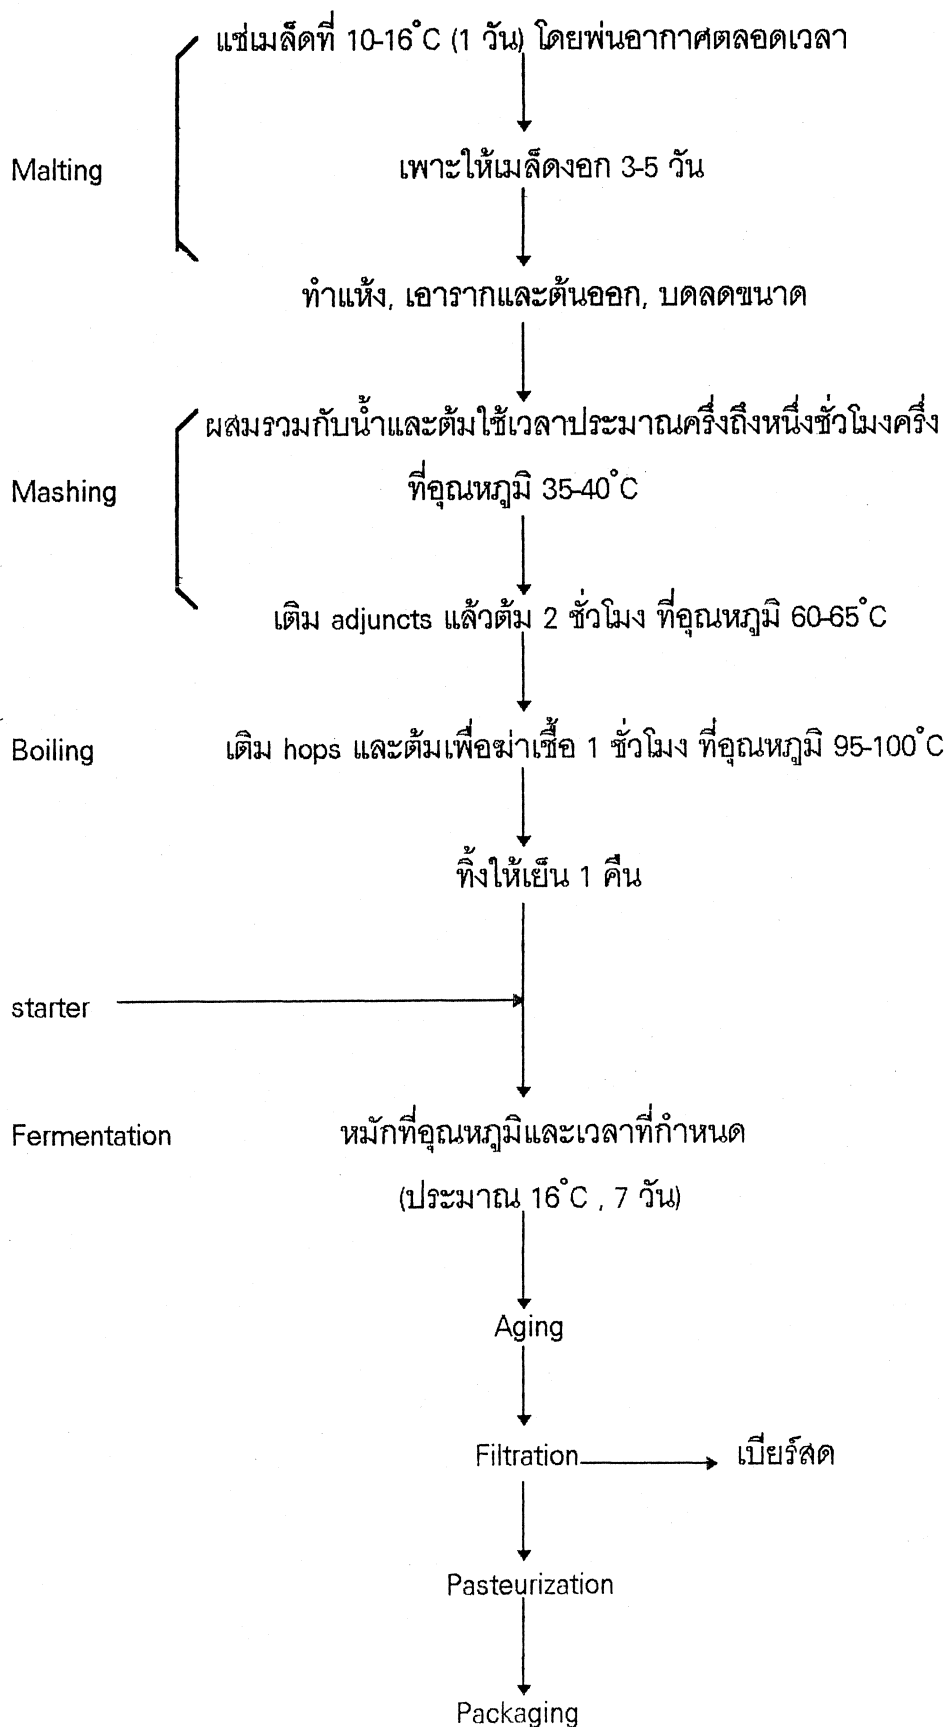 แช่เมล็ดที่ 10-16°C (1 วัน) โดยพ่นอากาศตลอดเวลา
Malting
เพาะให้เมล็ดงอก 3-5 วัน
ทำแห้ง, เอารากและต้นออก, บดลดขนาด
ผสมรวมกับน้ำและต้มใช้เวลาประมาณครึ่งถึงหนึ่งชั่วโมงครึ่ง
Mashing
ที่อุณหภูมิ 35-40°C
เติม adjuncts แล้วต้ม 2 ชั่วโมง ที่อุณหภูมิ 60-65°C
Boiling
เติม hops และต้มเพื่อฆ่าเชื้อ 1 ชั่วโมง ที่อุณหภูมิ 95-100°C
ทิ้งให้เย็น 1 คืน
starter
Fermentation
หมักที่อุณหภูมิและเวลาที่กำหนด
(ประมาณ 16°C , 7 วัน)
Aging
Filtration
เบียร์สด
Pasteurization
Packaging